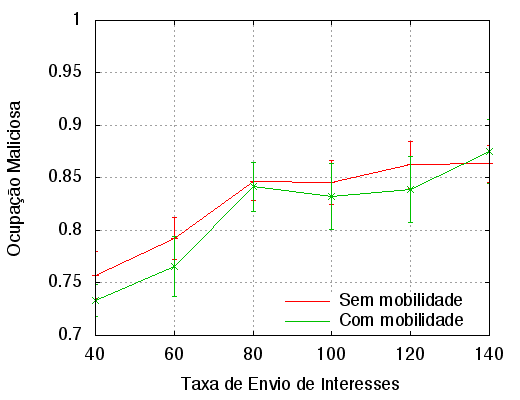 1
0.95
0.9
0.85
0.8
0.75
0.7
40 60 80 100 120 140
Ocupação Maliciosa
Taxa de Envio de Interesses
Sem mobilidade
Com mobilidade